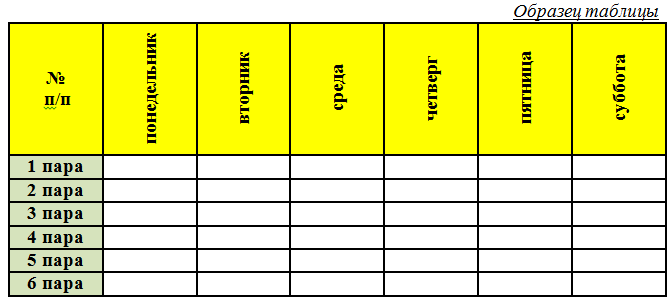 Образец таблицы
№
п/п
понедельник
вторник
среда
четверг
пятница
суббота
1 пара
2 пара
3 пара
4 пара
5 пара
6 пара